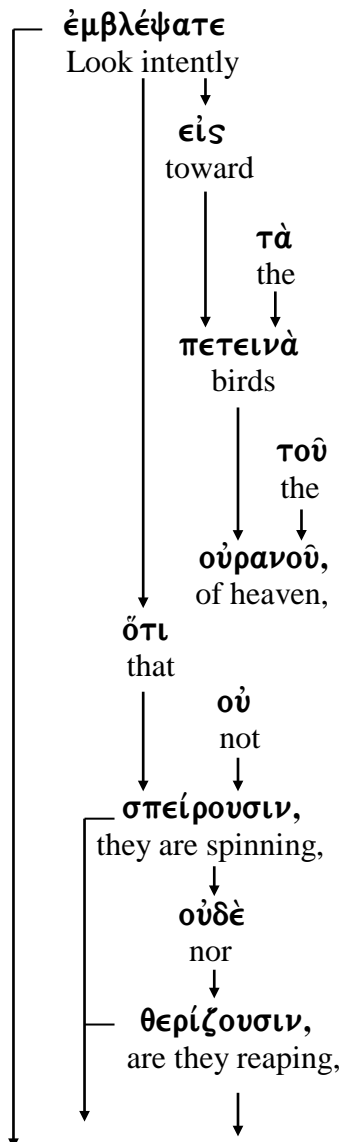 ἐμβλέψατε
Look intently
εἰς
toward
τὰ
the
πετεινὰ
birds
τοῦ
the
οὐρανοῦ,
of heaven,
ὅτι
that
οὐ
not
σπείρουσιν,
they are spinning,
οὐδὲ
nor
θερίζουσιν,
are they reaping,